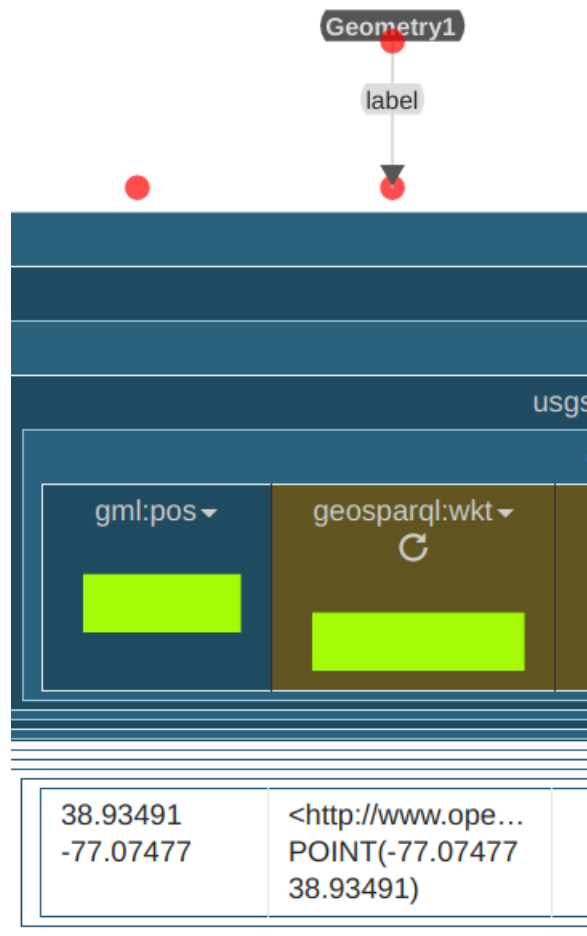 Geometry1
label
usgs
gml:pos
geosparql:wkt
38.93491
-77.07477
<http://www.ope…
POINT(-77.07477
38.93491)